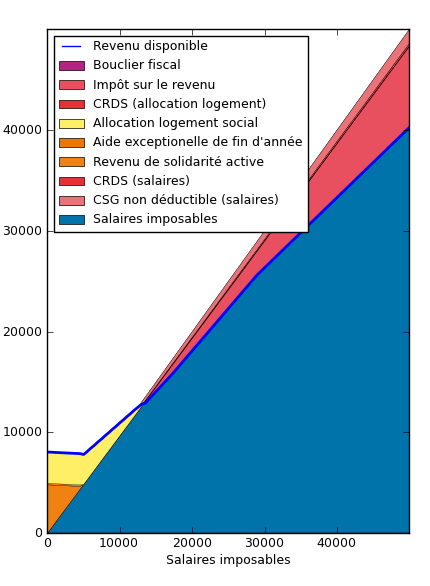 Revenu disponible
Bouclier fiscal
Impôt sur le revenu
CRDS (allocation logement)
Allocation logement social
Aide exceptionelle de fin d'année
Revenu de solidarité active
CRDS (salaires)
CSG non déductible (salaires)
Salaires imposables
40000
30000
20000
10000
0
0 10000 20000 30000 40000
Salaires imposables